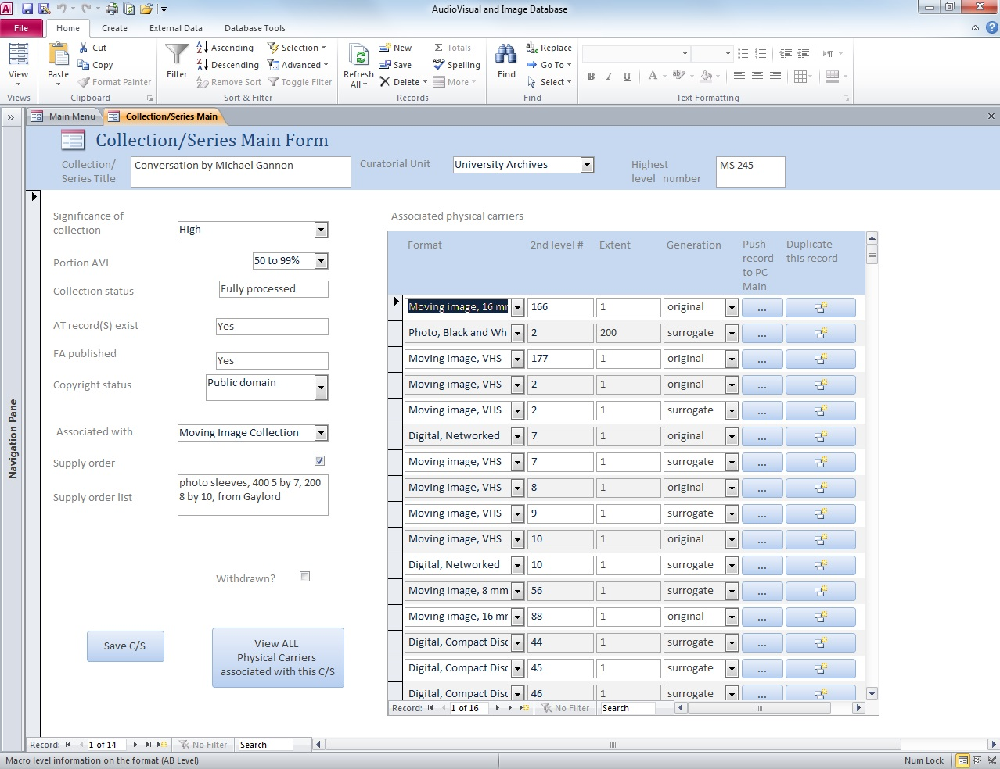 AudioVisual and Image Database
File Home Create External Data Database Tools
View
Views
Paste
Cut
Copy
Format Painter
Clipboard
Filter
Ascending
Descending
Remove Sort
Selection
Advanced
Toggle Filter
Sort & Filter
Refresh
All
New
Save
Delete
Totals
Spelling
More
Records
Find
Replace
Go To
Select
Find
B I U A ab
Text Formatting
Main Menu Collection/Series Main
Navigation Pane
Collection/Series Main Form
Collection/
Series Title
Conversation by Michael Gannon
Curatorial Unit
University Archives
Highest
level number
MS 245
Significance of
collection
High
Portion AVI
50 to 99%
Collection status
Fully processed
AT record(S) exist
Yes
FA published
Yes
Copyright status
Public domain
Associated with
Moving Image Collection
Supply order
Supply order list
photo sleeves, 400 5 by 7, 200
8 by 10, from Gaylord
Withdrawn?
Save C/S
View ALL
Physical Carriers
associated with this C/S
Associated physical carriers
Format 2nd level # Extent Generation
Push
record
to PC
Main
Duplicate
this record
Moving image, 16 mr 166 1 original ...
Photo, Black and Wh 2 200 surrogate ...
Moving image, VHS 177 1 original ...
Moving image, VHS 2 1 original ...
Moving image, VHS 2 1 surrogate ...
Digital, Networked 7 1 original ...
Moving image, VHS 7 1 surrogate ...
Moving image, VHS 8 1 original ...
Moving image, VHS 9 1 surrogate ...
Moving image, VHS 10 1 original ...
Digital, Networked 10 1 surrogate ...
Moving Image, 8 mm 56 1 surrogate ...
Moving image, 16 mr 88 1 original ...
Digital, Compact Disc 44 1 surrogate ...
Digital, Compact Disc 45 1 surrogate ...
Digital, Compact Disc 46 1 surrogate ...
Record: 1 of 16 No Filter Search
Record: 1 of 14 No Filter Search
Macro level information on the format (AB Level) Num Lock